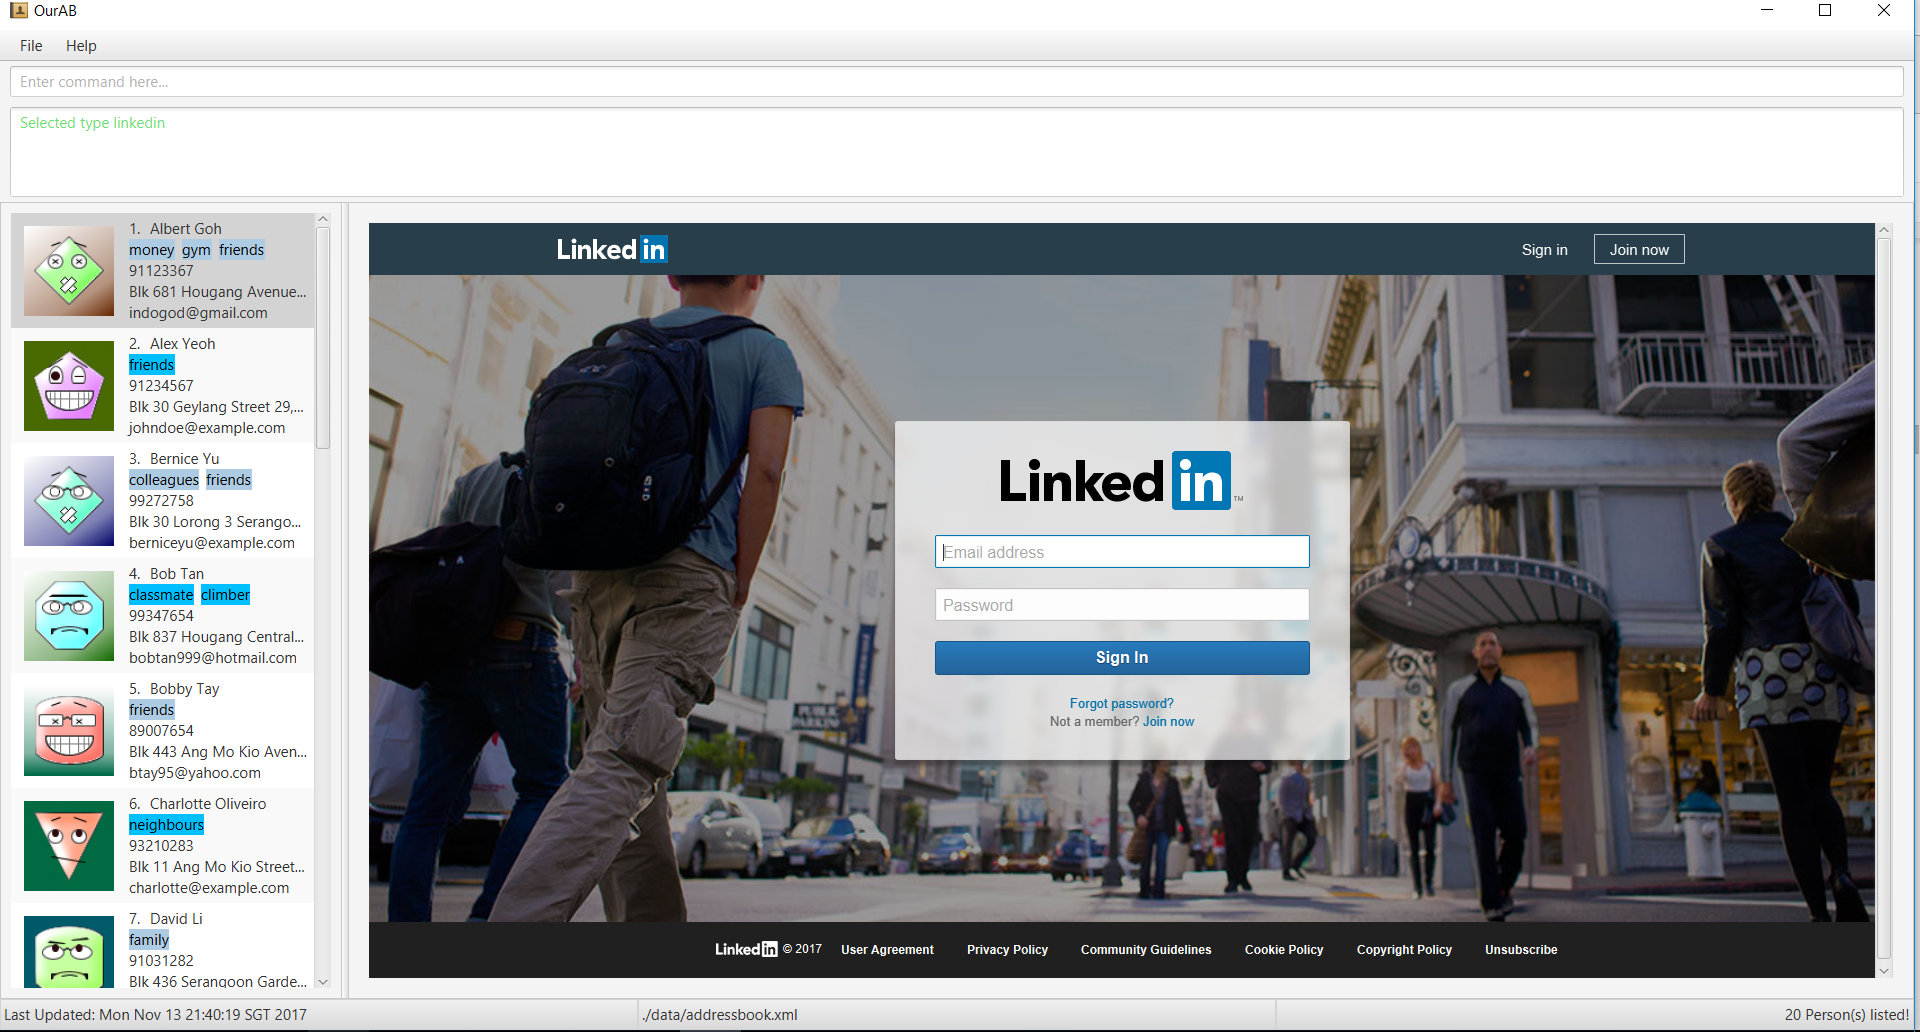 OurAB
File Help
Enter command here...
Selected type linkedin
1. Albert Goh
money gym friends
91123367
Blk 681 Hougang Avenue...
indogod@gmail.com
2. Alex Yeoh
friends
91234567
Blk 30 Geylang Street 29,...
johndoe@example.com
3. Bernice Yu
colleagues friends
99272758
Blk 30 Lorong 3 Serango...
berniceyu@example.com
4. Bob Tan
classmate climber
99347654
Blk 837 Hougang Central...
bobtan999@hotmail.com
5. Bobby Tay
friends
89007654
Blk 443 Ang Mo Kio Aven...
btay95@yahoo.com
6. Charlotte Oliveiro
neighbours
93210283
Blk 11 Ang Mo Kio Street...
charlotte@example.com
7. David Li
family
91031282
Blk 436 Serangoon Garde...
Linked in
Sign in Join now
PUBLIC
PARKING
Linked in ™
Email address
Password
Sign In
Forgot password?
Not a member? Join now
Linked in © 2017 User Agreement Privacy Policy Community Guidelines Cookie Policy Copyright Policy Unsubscribe
Last Updated: Mon Nov 13 21:40:19 SGT 2017 ./data/addressbook.xml 20 Person(s) listed!